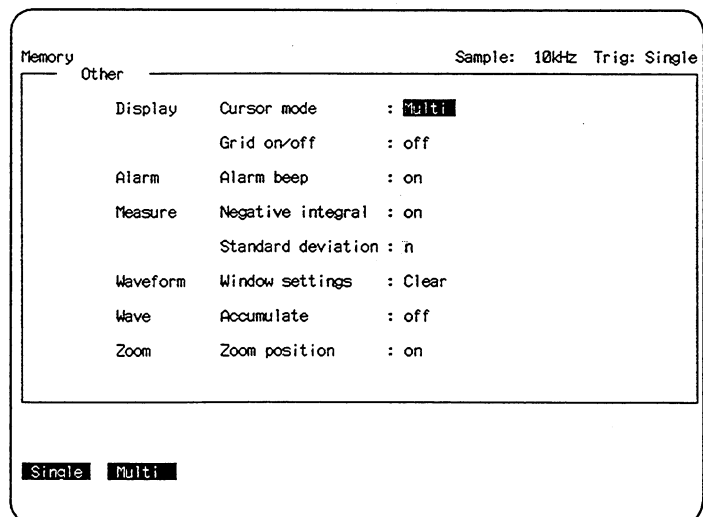 Memory Sample: 10kHz Trig: Single
Other
Display Cursor mode : Multi
Grid on/off : off
Alarm Alarm beep : on
Measure Negative integral : on
Standard deviation : n
Waveform Window settings : Clear
Wave Accumulate : off
Zoom Zoom position : on
Single Multi